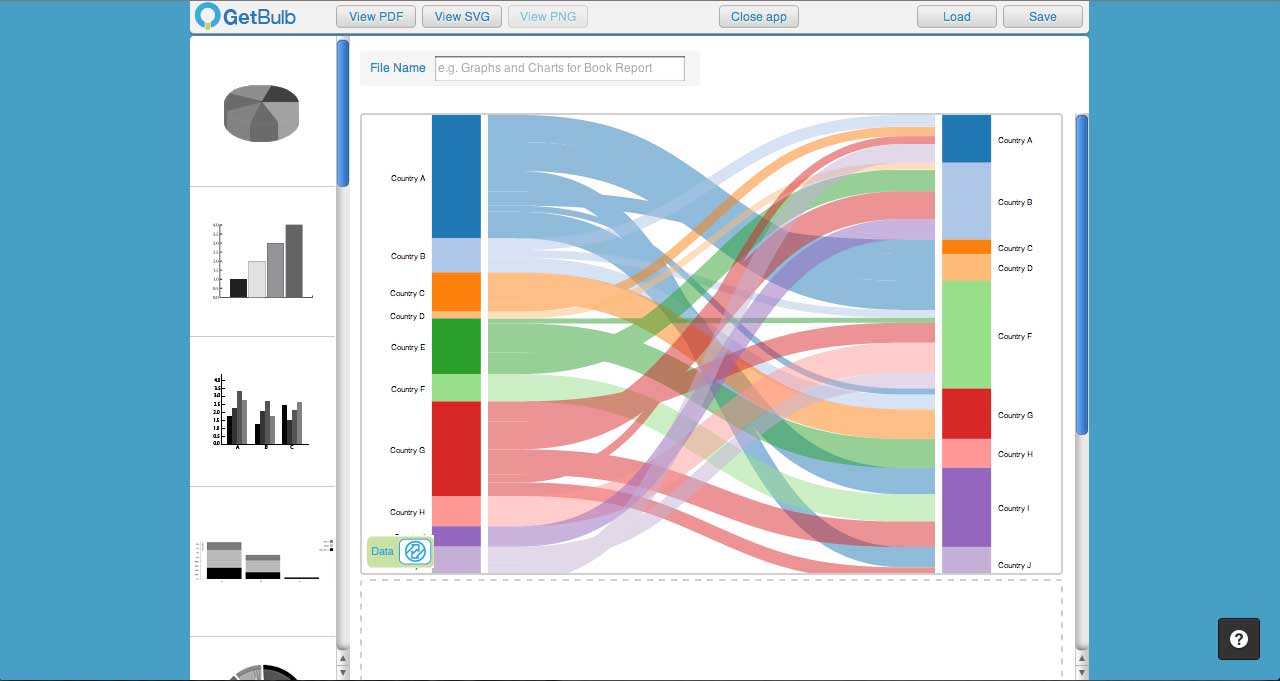 GetBulb
View PDF
View SVG
View PNG
Close app
Load
Save
File Name
e.g. Graphs and Charts for Book Report
Country A
Country B
Country C
Country D
Country E
Country F
Country G
Country H
Data
Country A
Country B
Country C
Country D
Country F
Country G
Country H
Country I
Country J
A B C
?